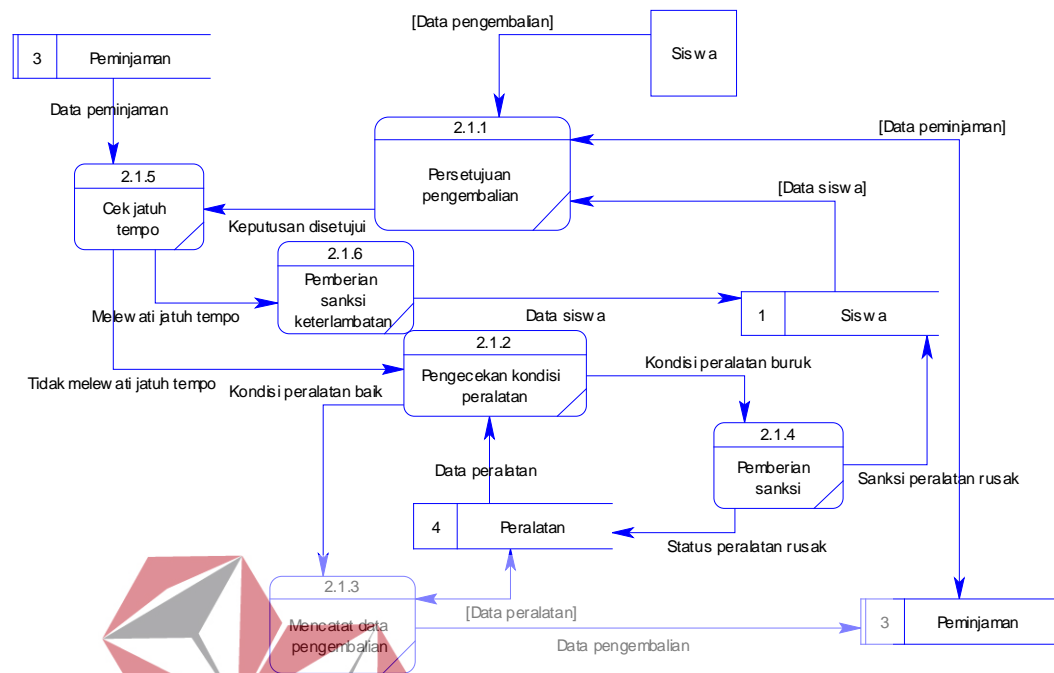 [Data pengembalian]
3
Peminjaman
Siswa
Data peminjaman
2.1.1
Persetujuan
pengembalian
[Data peminjaman]
2.1.5
Cek jatuh
tempo
[Data siswa]
Keputusan disetujui
2.1.6
Pemberian
sanksi
keterlambatan
Melewati jatuh tempo
Data siswa
1
Siswa
2.1.2
Pengecekan kondisi
peralatan
Kondisi peralatan buruk
Tidak melewati jatuh tempo
Kondisi peralatan baik
2.1.4
Pemberian
sanksi
Data peralatan
Sanksi peralatan rusak
4
Peralatan
Status peralatan rusak
2.1.3
Mencatat data
pengembalian
[Data peralatan]
Data pengembalian
3
Peminjaman